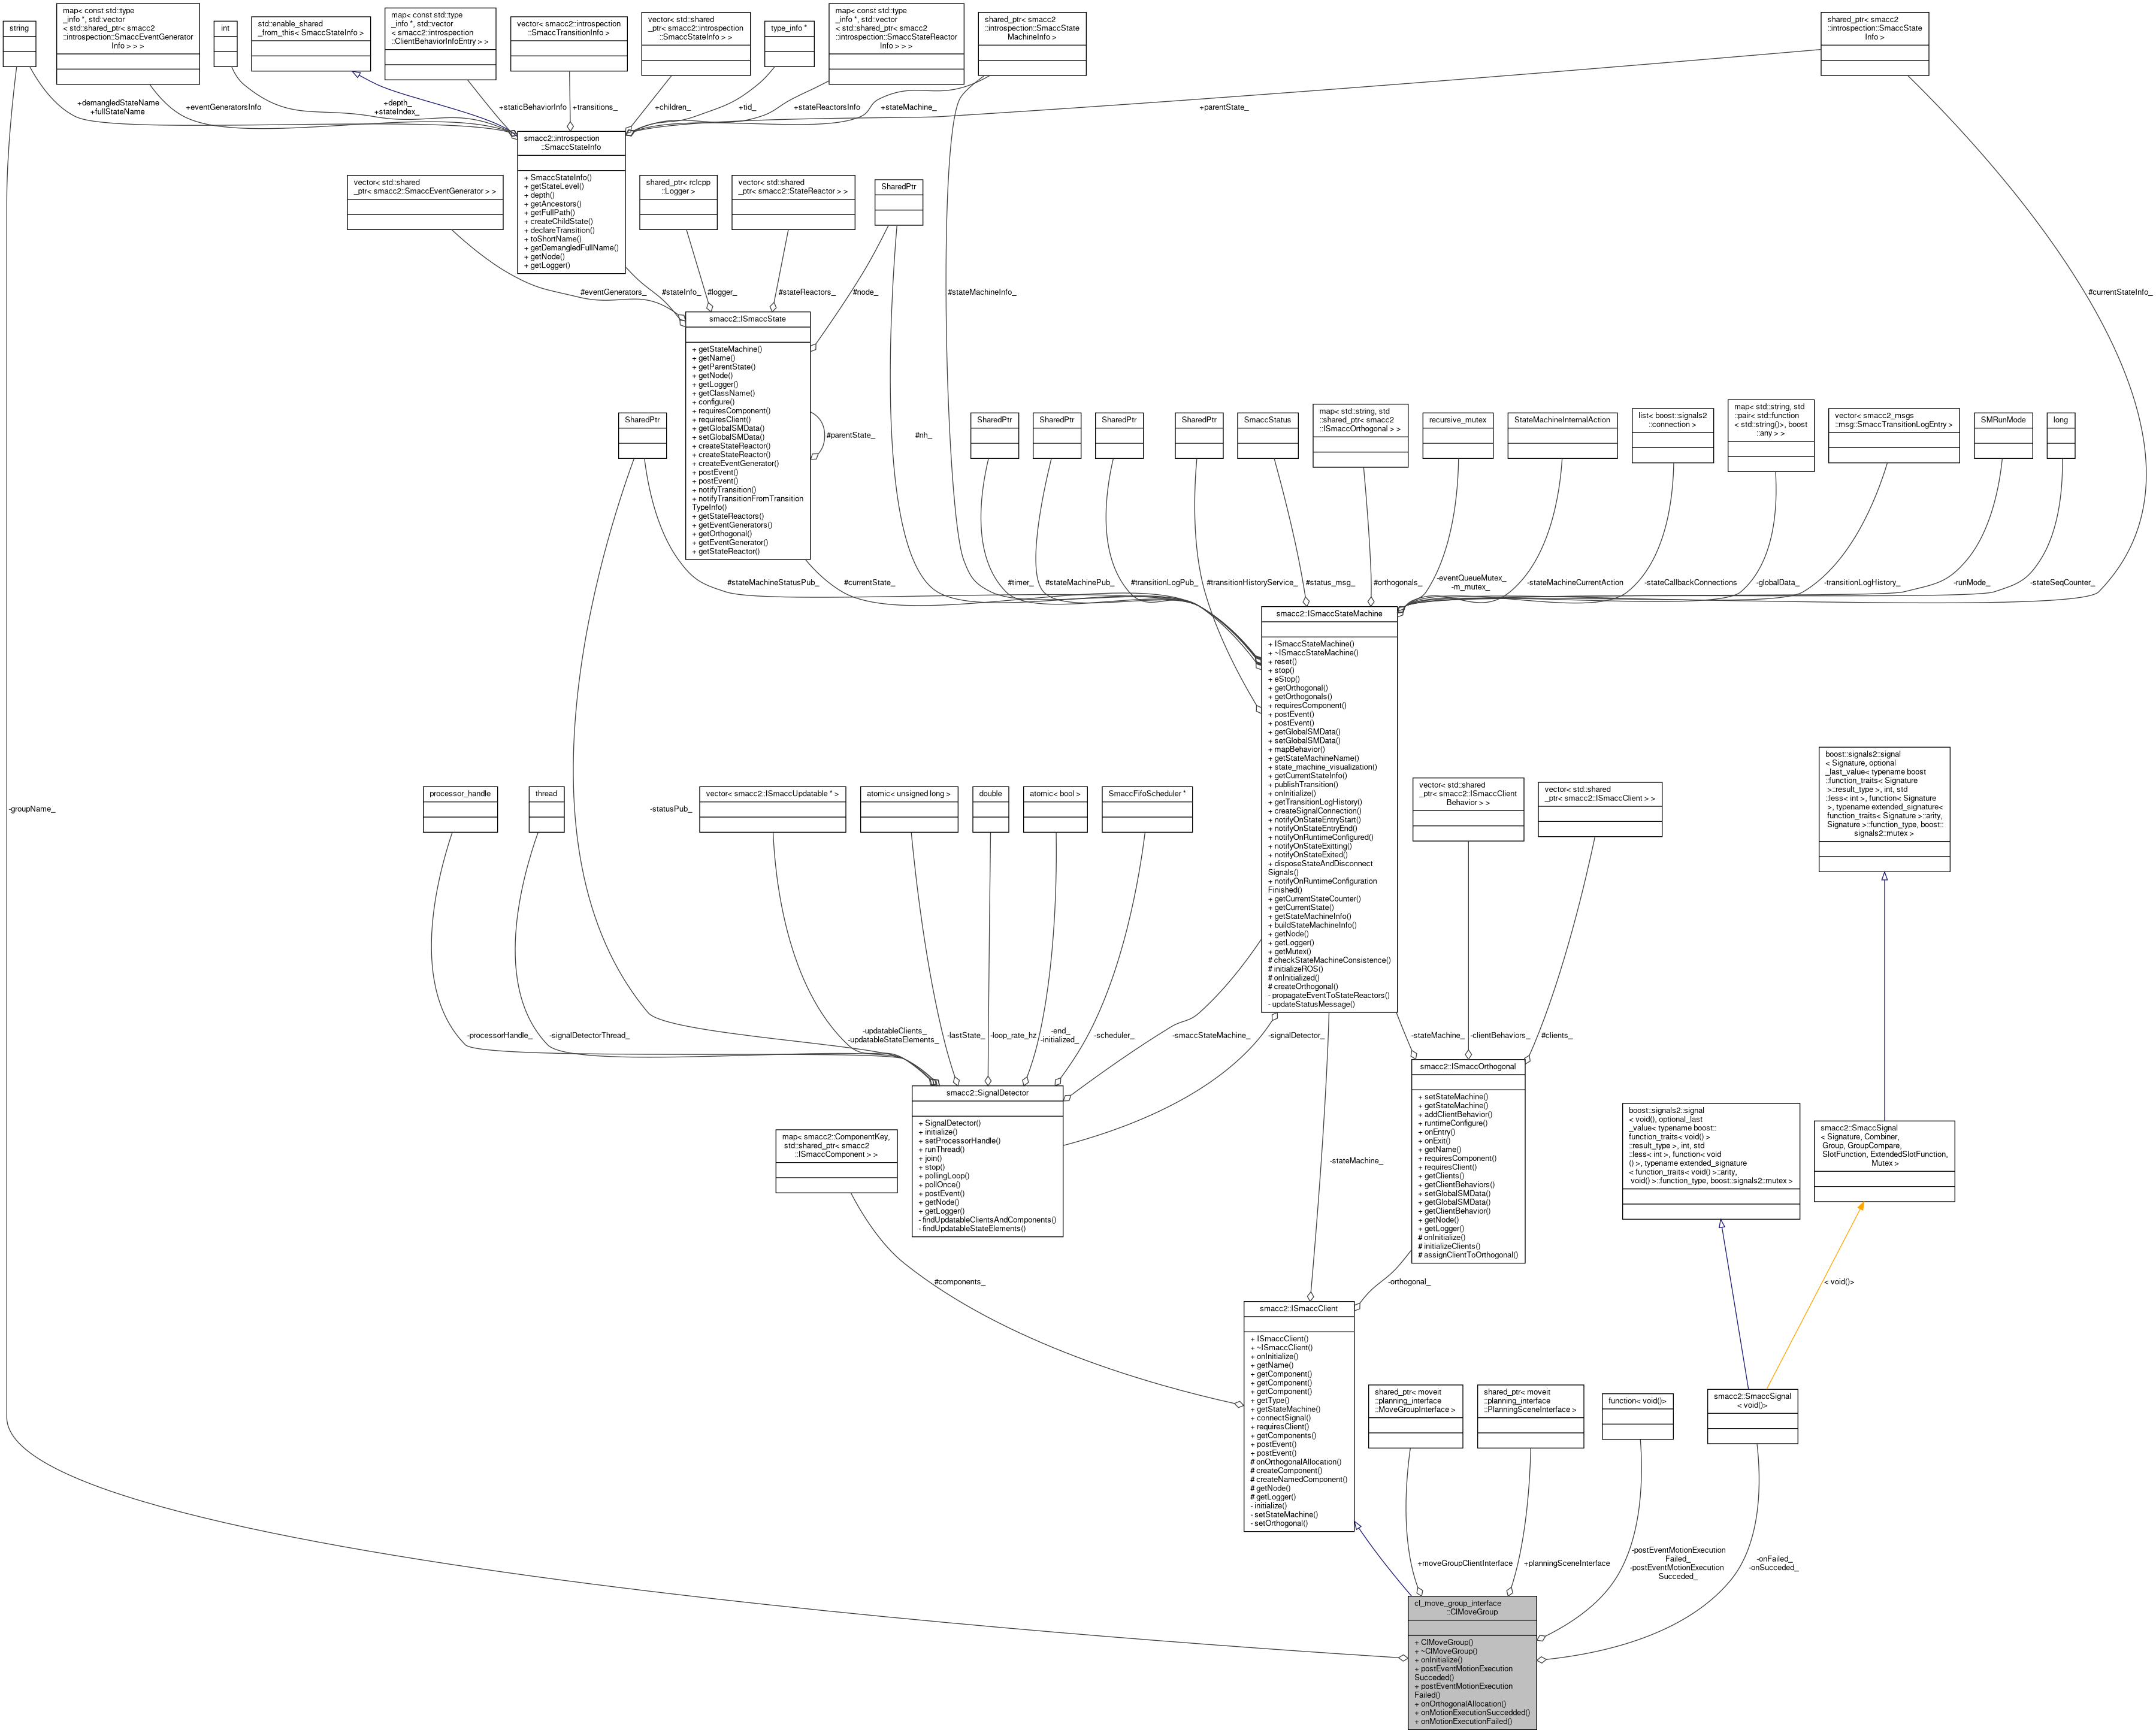 string
map< const std::type
_info *, std::vector
< std::shared_ptr< smacc2
::introspection::SmaccEventGenerator
Info > > >
int
std::enable_shared
_from_this< SmaccStateInfo >
map< const std::type
_info *, std::vector
< smacc2::introspection
::ClientBehaviorInfoEntry > >
vector< smacc2::introspection
::SmaccTransitionInfo >
vector< std::shared
_ptr< smacc2::introspection
::SmaccStateInfo > >
type_info *
map< const std::type
_info *, std::vector
< std::shared_ptr< smacc2
::introspection::SmaccStateReactor
Info > > >
shared_ptr< smacc2
::introspection::SmaccState
MachineInfo >
shared_ptr< smacc2
::introspection::SmaccState
Info >
+demangledStateName
+fullStateName
+eventGeneratorsInfo
+depth_
+stateIndex_
+staticBehaviorInfo
+transitions_
+children_
+tid_
+stateReactorsInfo
+stateMachine_
+parentState_
smacc2::introspection
::SmaccStateInfo
+ SmaccStateInfo()
+ getStateLevel()
+ depth()
+ getAncestors()
+ getFullPath()
+ createChildState()
+ declareTransition()
+ toShortName()
+ getDemangledFullName()
+ getNode()
+ getLogger()
vector< std::shared
_ptr< smacc2::SmaccEventGenerator > >
shared_ptr< rclcpp
::Logger >
vector< std::shared
_ptr< smacc2::StateReactor > >
SharedPtr
#eventGenerators_
#stateInfo_
#logger_
#stateReactors_
#node_
#stateMachineInfo_
#currentStateInfo_
smacc2::ISmaccState
+ getStateMachine()
+ getName()
+ getParentState()
+ getNode()
+ getLogger()
+ getClassName()
+ configure()
+ requiresComponent()
+ requiresClient()
+ getGlobalSMData()
+ setGlobalSMData()
+ createStateReactor()
+ createStateReactor()
+ createEventGenerator()
+ postEvent()
+ postEvent()
+ notifyTransition()
+ notifyTransitionFromTransition
TypeInfo()
+ getStateReactors()
+ getEventGenerators()
+ getOrthogonal()
+ getEventGenerator()
+ getStateReactor()
#parentState_
#nh_
SharedPtr
SharedPtr
SharedPtr
SharedPtr
SharedPtr
SmaccStatus
map< std::string, std
::shared_ptr< smacc2
::ISmaccOrthogonal > >
recursive_mutex
StateMachineInternalAction
list< boost::signals2
::connection >
map< std::string, std
::pair< std::function
< std::string()>, boost
::any > >
vector< smacc2_msgs
::msg::SmaccTransitionLogEntry >
SMRunMode
long
#stateMachineStatusPub_
#currentState_
#timer_
#stateMachinePub_
#transitionLogPub_
#transitionHistoryService_
#status_msg_
#orthogonals_
-eventQueueMutex_
-m_mutex_
-stateMachineCurrentAction
-stateCallbackConnections
-globalData_
-transitionLogHistory_
-runMode_
-stateSeqCounter_
smacc2::ISmaccStateMachine
+ ISmaccStateMachine()
+ ~ISmaccStateMachine()
+ reset()
+ stop()
+ eStop()
+ getOrthogonal()
+ getOrthogonals()
+ requiresComponent()
+ postEvent()
+ postEvent()
+ getGlobalSMData()
+ setGlobalSMData()
+ mapBehavior()
+ getStateMachineName()
+ state_machine_visualization()
+ getCurrentStateInfo()
+ publishTransition()
+ onInitialize()
+ getTransitionLogHistory()
+ createSignalConnection()
+ notifyOnStateEntryStart()
+ notifyOnStateEntryEnd()
+ notifyOnRuntimeConfigured()
+ notifyOnStateExitting()
+ notifyOnStateExited()
+ disposeStateAndDisconnect
Signals()
+ notifyOnRuntimeConfiguration
Finished()
+ getCurrentStateCounter()
+ getCurrentState()
+ getStateMachineInfo()
+ buildStateMachineInfo()
+ getNode()
+ getLogger()
+ getMutex()
# checkStateMachineConsistence()
# initializeROS()
# onInitialized()
# createOrthogonal()
- propagateEventToStateReactors()
- updateStatusMessage()
-groupName_
processor_handle
thread
-statusPub_
vector< smacc2::ISmaccUpdatable * >
atomic< unsigned long >
double
atomic< bool >
SmaccFifoScheduler *
vector< std::shared
_ptr< smacc2::ISmaccClient
Behavior > >
vector< std::shared
_ptr< smacc2::ISmaccClient > >
boost::signals2::signal
< Signature, optional
_last_value< typename boost
::function_traits< Signature
>::result_type >, int, std
::less< int >, function< Signature
>, typename extended_signature<
function_traits< Signature >::arity,
Signature >::function_type, boost::
signals2::mutex >
-processorHandle_
-signalDetectorThread_
-updatableClients_
-updatableStateElements_
-lastState_
-loop_rate_hz
-end_
-initialized_
-scheduler_
-smaccStateMachine_
-signalDetector_
-stateMachine_
-clientBehaviors_
#clients_
smacc2::SignalDetector
+ SignalDetector()
+ initialize()
+ setProcessorHandle()
+ runThread()
+ join()
+ stop()
+ pollingLoop()
+ pollOnce()
+ postEvent()
+ getNode()
+ getLogger()
- findUpdatableClientsAndComponents()
- findUpdatableStateElements()
smacc2::ISmaccOrthogonal
+ setStateMachine()
+ getStateMachine()
+ addClientBehavior()
+ runtimeConfigure()
+ onEntry()
+ onExit()
+ getName()
+ requiresComponent()
+ requiresClient()
+ getClients()
+ getClientBehaviors()
+ setGlobalSMData()
+ getGlobalSMData()
+ getClientBehavior()
+ getNode()
+ getLogger()
# onInitialize()
# initializeClients()
# assignClientToOrthogonal()
map< smacc2::ComponentKey,
std::shared_ptr< smacc2
::ISmaccComponent > >
-stateMachine_
boost::signals2::signal
< void(), optional_last
_value< typename boost::
function_traits< void() >
::result_type >, int, std
::less< int >, function< void
() >, typename extended_signature
< function_traits< void() >::arity,
void() >::function_type, boost::signals2::mutex >
smacc2::SmaccSignal
< Signature, Combiner,
Group, GroupCompare,
SlotFunction, ExtendedSlotFunction,
Mutex >
#components_
-orthogonal_
< void()>
smacc2::ISmaccClient
+ ISmaccClient()
+ ~ISmaccClient()
+ onInitialize()
+ getName()
+ getComponent()
+ getComponent()
+ getComponent()
+ getType()
+ getStateMachine()
+ connectSignal()
+ requiresClient()
+ getComponents()
+ postEvent()
+ postEvent()
# onOrthogonalAllocation()
# createComponent()
# createNamedComponent()
# getNode()
# getLogger()
- initialize()
- setStateMachine()
- setOrthogonal()
shared_ptr< moveit
::planning_interface
::MoveGroupInterface >
shared_ptr< moveit
::planning_interface
::PlanningSceneInterface >
function< void()>
smacc2::SmaccSignal
< void()>
+moveGroupClientInterface
+planningSceneInterface
-postEventMotionExecution
Failed_
-postEventMotionExecution
Succeded_
-onFailed_
-onSucceded_
cl_move_group_interface
::ClMoveGroup
+ ClMoveGroup()
+ ~ClMoveGroup()
+ onInitialize()
+ postEventMotionExecution
Succeded()
+ postEventMotionExecution
Failed()
+ onOrthogonalAllocation()
+ onMotionExecutionSuccedded()
+ onMotionExecutionFailed()